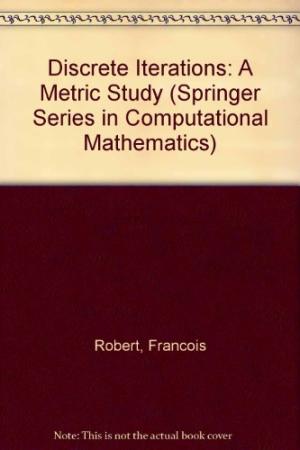 Discrete Iterations: A
Metric Study (Springer
Series in Computational
Mathematics)
Robert, Francois
Note: This is not the actual book cover